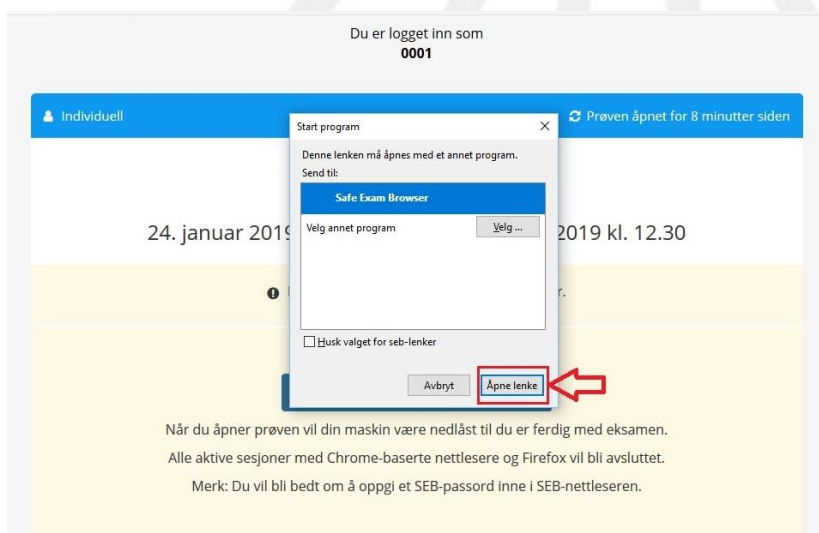 Du er logget inn som
0001
Individuell
Prøven åpnet for 8 minutter siden
Start program
Denne lenken må åpnes med et annet program.
Send til:
Safe Exam Browser
Velg annet program
Velg ...
24. januar 2019
2019 kl. 12.30
r.
Husk valget for seb-lenker
Avbryt
Åpne lenke
Når du åpner prøven vil din maskin være nedlåst til du er ferdig med eksamen.
Alle aktive sesjoner med Chrome-baserte nettlesere og Firefox vil bli avsluttet.
Merk: Du vil bli bedt om å oppgi et SEB-passord inne i SEB-nettleseren.